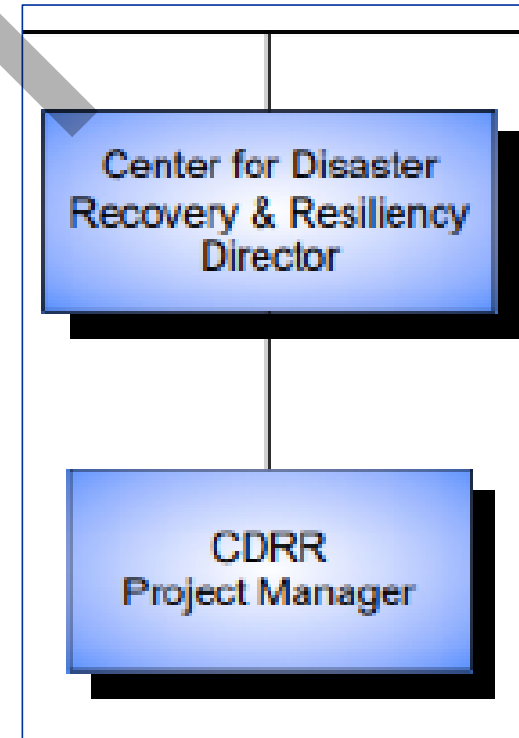 Center for Disaster
Recovery & Resiliency
Director
CDRR
Project Manager